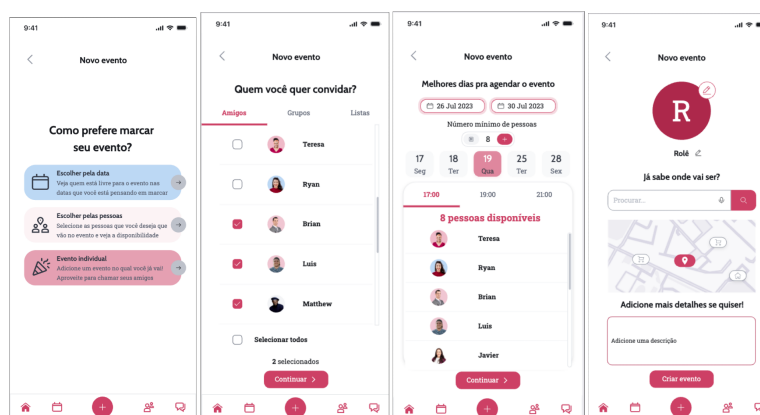 9:41
Novo evento
Como prefere marcar
seu evento?
Escolher pela data
Veja quem está livre para o evento nas
datas que você está pensando em marcar
Escolher pelas pessoas
Selecione as pessoas que você deseja que
vão no evento e veja a disponibilidade
Evento individual
Adicione um evento no qual você já vai!
Aproveite para chamar seus amigos
9:41
Novo evento
Quem você quer convidar?
Amigos Grupos Listas
Teresa
Ryan
Brian
Luis
Matthew
Selecionar todos
2 selecionados
Continuar >
9:41
Novo evento
Melhores dias pra agendar o evento
26 Jul 2023 30 Jul 2023
Número mínimo de pessoas
8 +
17 18 19 25 28
Seg Ter Qua Ter Sex
17:00 19:00 21:00
8 pessoas disponíveis
Teresa
Ryan
Brian
Luis
Javier
Continuar >
9:41
Novo evento
R
Rolê
Já sabe onde vai ser?
Procurar...
Adicione mais detalhes se quiser!
Adicione uma descrição
Criar evento